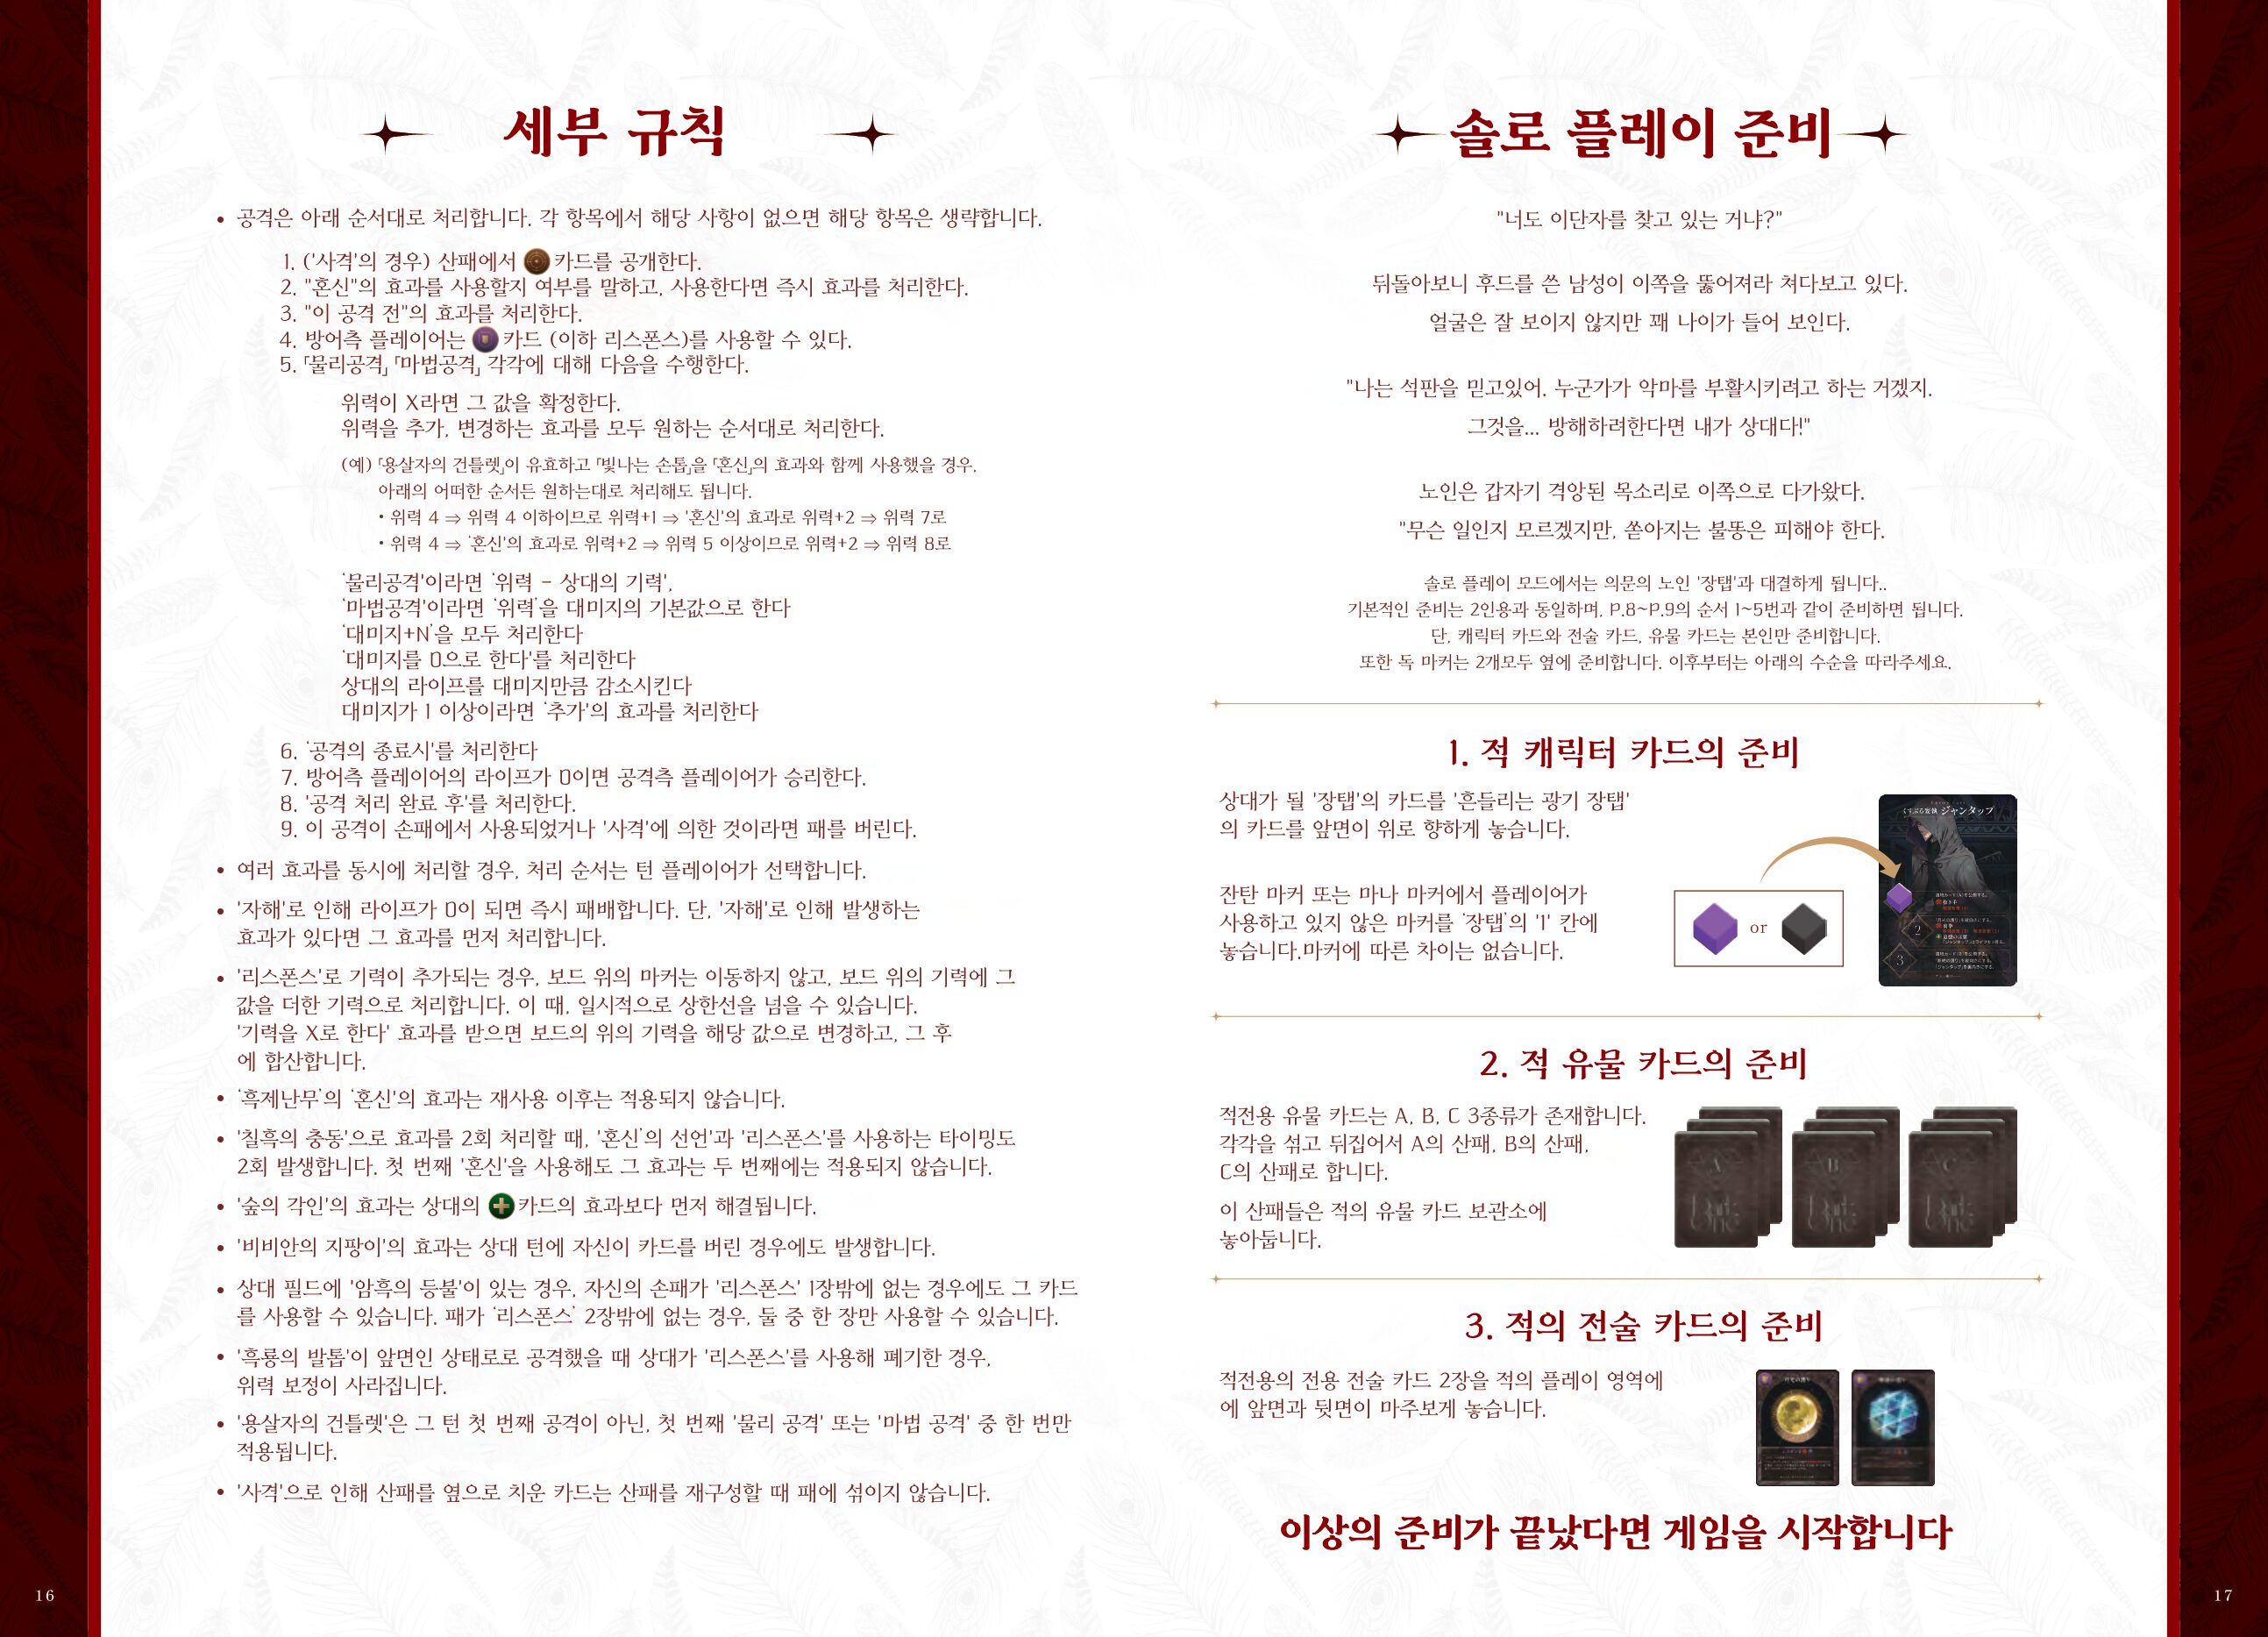 세부 규칙
• 공격은 아래 순서대로 처리합니다. 각 항목에서 해당 사항이 없으면 해당 항목은 생략합니다.
1. ('사격'의 경우) 산패에서 카드를 공개한다.
2. "혼신"의 효과를 사용할지 여부를 말하고, 사용한다면 즉시 효과를 처리한다.
3. "이 공격 전"의 효과를 처리한다.
4. 방어측 플레이어는 카드 (이하 리스폰스)를 사용할 수 있다.
5. 「물리공격」 「마법공격」 각각에 대해 다음을 수행한다.
위력이 X라면 그 값을 확정한다.
위력을 추가, 변경하는 효과를 모두 원하는 순서대로 처리한다.
(예) 「용살자의 건틀렛」이 유효하고 「빛나는 손톱」을 「혼신」의 효과와 함께 사용했을 경우,
아래의 어떠한 순서든 원하는대로 처리해도 됩니다.
• 위력 4 ⇒ 위력 4 이하이므로 위력+1 ⇒ '혼신'의 효과로 위력+2 ⇒ 위력 7로
• 위력 4 ⇒ '혼신'의 효과로 위력+2 ⇒ 위력 5 이상이므로 위력+2 ⇒ 위력 8로
'물리공격'이라면 '위력 - 상대의 기력',
'마법공격'이라면 '위력'을 대미지의 기본값으로 한다
'대미지+N'을 모두 처리한다
'대미지를 0으로 한다'를 처리한다
상대의 라이프를 대미지만큼 감소시킨다
대미지가 1 이상이라면 '추가'의 효과를 처리한다
6. '공격의 종료시'를 처리한다
7. 방어측 플레이어의 라이프가 0이면 공격측 플레이어가 승리한다.
8. '공격 처리 완료 후'를 처리한다.
9. 이 공격이 손패에서 사용되었거나 '사격'에 의한 것이라면 패를 버린다.
• 여러 효과를 동시에 처리할 경우, 처리 순서는 턴 플레이어가 선택합니다.
• '자해'로 인해 라이프가 0이 되면 즉시 패배합니다. 단, '자해'로 인해 발생하는
효과가 있다면 그 효과를 먼저 처리합니다.
• '리스폰스'로 기력이 추가되는 경우, 보드 위의 마커는 이동하지 않고, 보드 위의 기력에 그
값을 더한 기력으로 처리합니다. 이 때, 일시적으로 상한선을 넘을 수 있습니다.
'기력을 X로 한다' 효과를 받으면 보드의 위의 기력을 해당 값으로 변경하고, 그 후
에 합산합니다.
• '흑제난무'의 '혼신'의 효과는 재사용 이후는 적용되지 않습니다.
• '칠흑의 충동'으로 효과를 2회 처리할 때, '혼신'의 선언'과 '리스폰스'를 사용하는 타이밍도
2회 발생합니다. 첫 번째 '혼신'을 사용해도 그 효과는 두 번째에는 적용되지 않습니다.
• '숲의 각인'의 효과는 상대의 카드의 효과보다 먼저 해결됩니다.
• '비비안의 지팡이'의 효과는 상대 턴에 자신이 카드를 버린 경우에도 발생합니다.
• 상대 필드에 '암흑의 등불'이 있는 경우, 자신의 손패가 '리스폰스' 1장밖에 없는 경우에도 그 카드
를 사용할 수 있습니다. 패가 '리스폰스' 2장밖에 없는 경우, 둘 중 한 장만 사용할 수 있습니다.
• '흑룡의 발톱'이 앞면인 상태로로 공격했을 때 상대가 '리스폰스'를 사용해 폐기한 경우,
위력 보정이 사라집니다.
• '용살자의 건틀렛'은 그 턴 첫 번째 공격이 아닌, 첫 번째 '물리 공격' 또는 '마법 공격' 중 한 번만
적용됩니다.
• '사격'으로 인해 산패를 옆으로 치운 카드는 산패를 재구성할 때 패에 섞이지 않습니다.
16
솔로 플레이 준비
"너도 이단자를 찾고 있는 거냐?"
뒤돌아보니 후드를 쓴 남성이 이쪽을 뚫어져라 쳐다보고 있다.
얼굴은 잘 보이지 않지만 꽤 나이가 들어 보인다.
"나는 석판을 믿고있어. 누군가가 악마를 부활시키려고 하는 거겠지.
그것을... 방해하려한다면 내가 상대다!"
노인은 갑자기 격앙된 목소리로 이쪽으로 다가왔다.
"무슨 일인지 모르겠지만, 쏟아지는 불똥은 피해야 한다.
솔로 플레이 모드에서는 의문의 노인 '장탭'과 대결하게 됩니다..
기본적인 준비는 2인용과 동일하며, P.8~P.9의 순서 1~5번과 같이 준비하면 됩니다.
단, 캐릭터 카드와 전술 카드, 유물 카드는 본인만 준비합니다.
또한 독 마커는 2개모두 옆에 준비합니다. 이후부터는 아래의 수순을 따라주세요.
1. 적 캐릭터 카드의 준비
상대가 될 '장탭'의 카드를 '흔들리는 광기 장탭'
의 카드를 앞면이 위로 향하게 놓습니다.
잔탄 마커 또는 마나 마커에서 플레이어가
사용하고 있지 않은 마커를 '장탭'의 '1' 칸에
놓습니다.마커에 따른 차이는 없습니다.
or
ジャンタップ
2
3
2. 적 유물 카드의 준비
적전용 유물 카드는 A, B, C 3종류가 존재합니다.
각각을 섞고 뒤집어서 A의 산패, B의 산패,
C의 산패로 합니다.
이 산패들은 적의 유물 카드 보관소에
놓아둡니다.
A
B
C
3. 적의 전술 카드의 준비
적전용의 전용 전술 카드 2장을 적의 플레이 영역에
에 앞면과 뒷면이 마주보게 놓습니다.
이상의 준비가 끝났다면 게임을 시작합니다
17